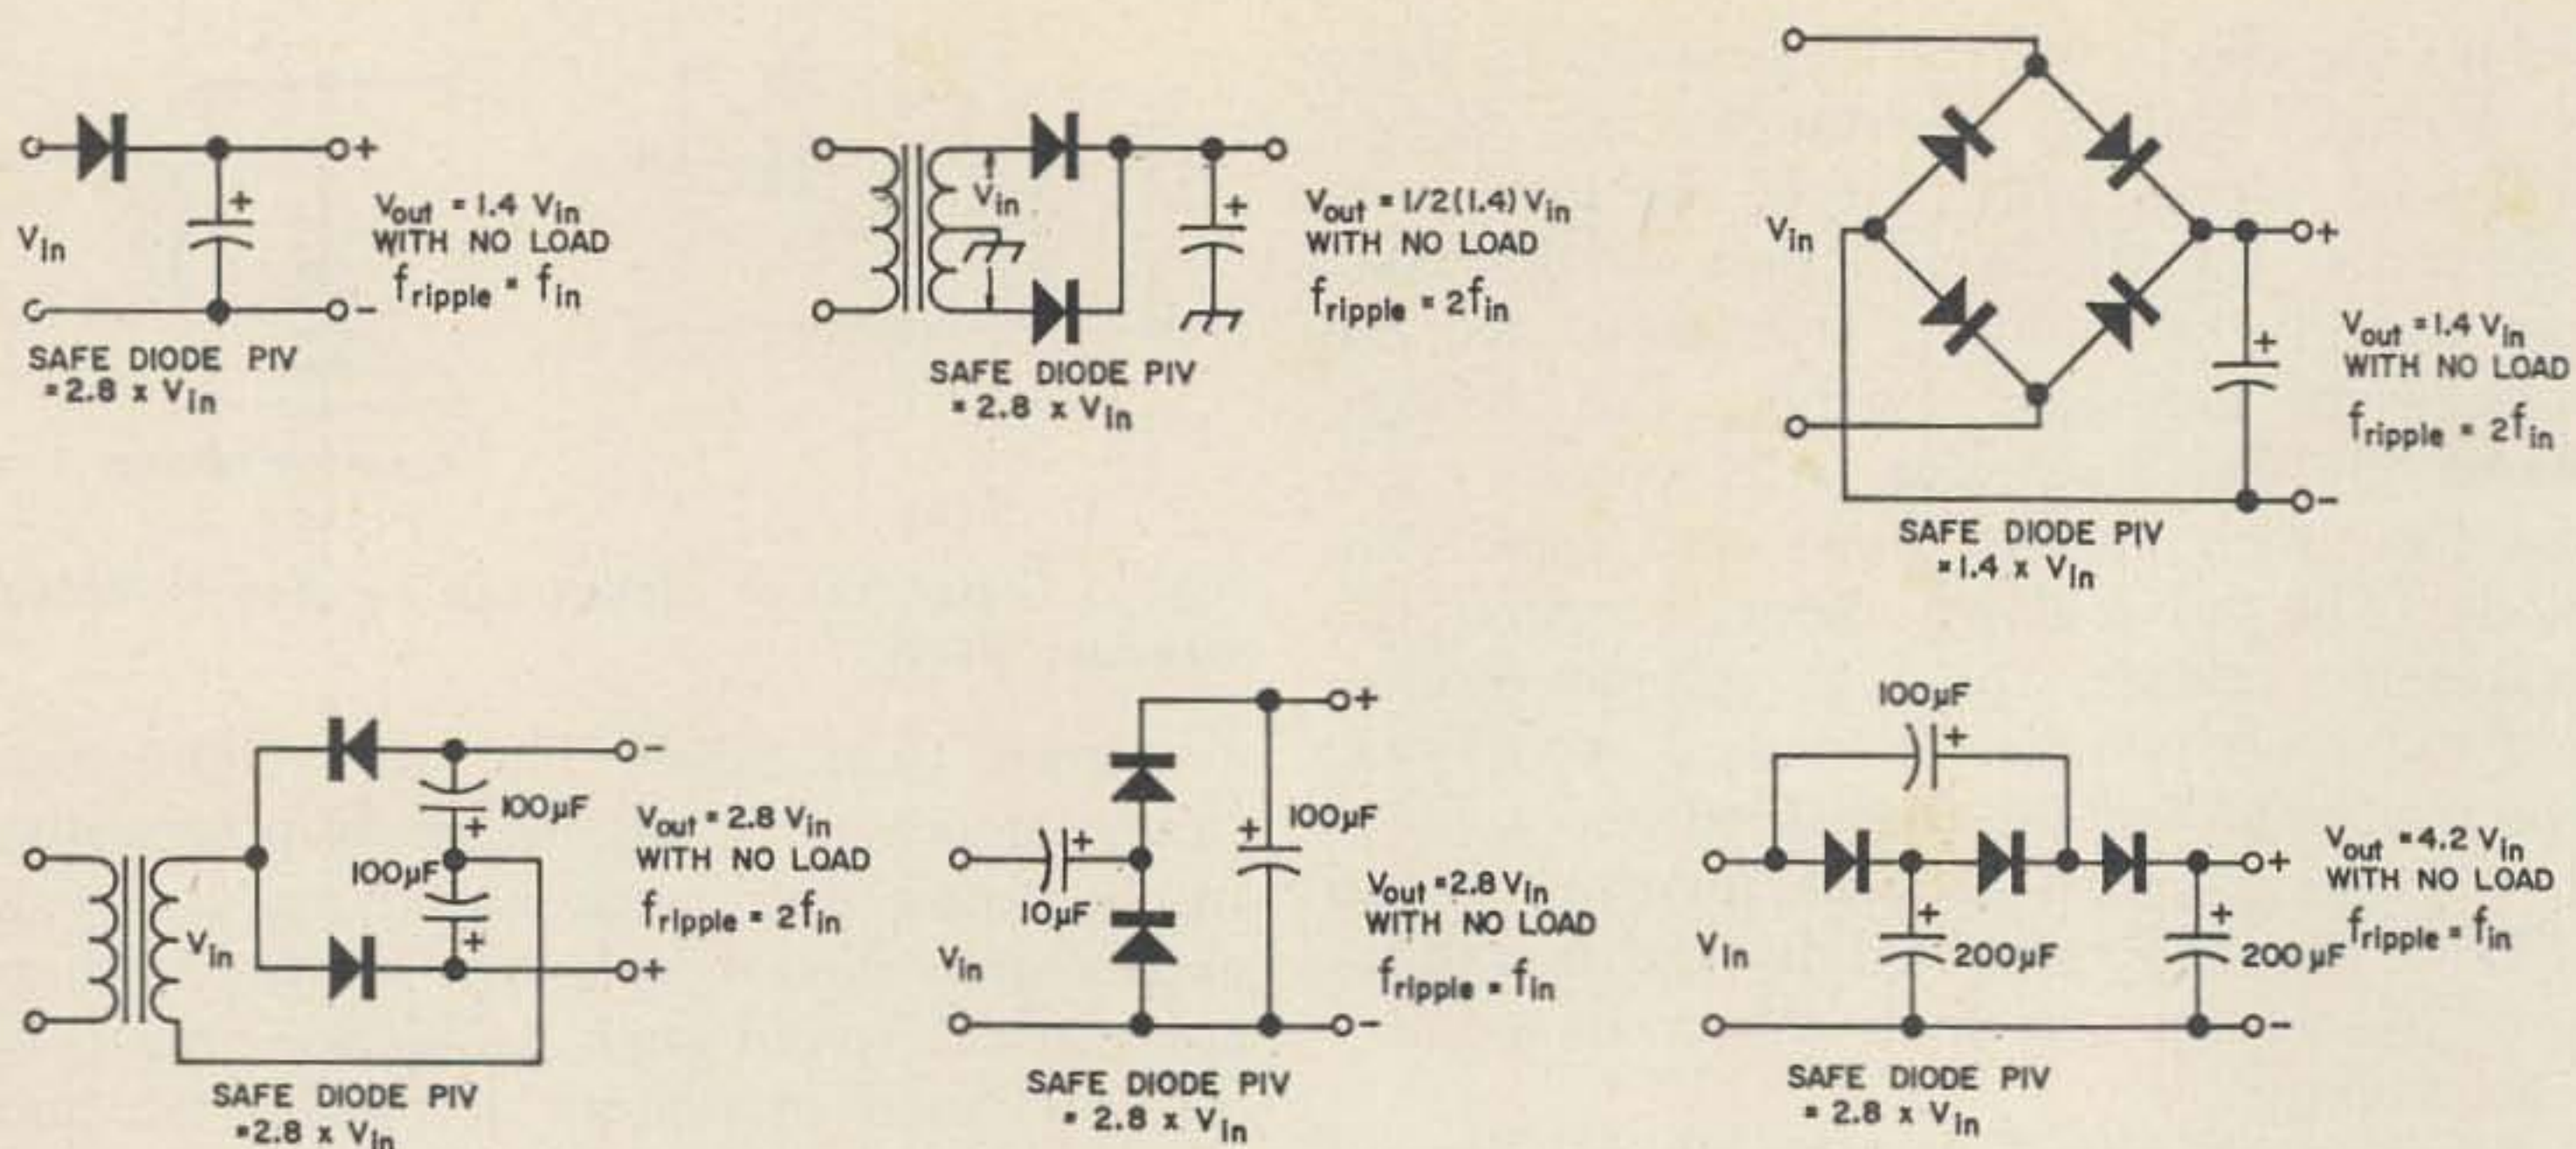 +
+
-
Vin
Vout = 1.4 Vin
WITH NO LOAD
fripple = fin
SAFE DIODE PIV
= 2.8 x Vin
Vin
+
Vout = 1/2(1.4) Vin
WITH NO LOAD
fripple = 2fin
SAFE DIODE PIV
= 2.8 x Vin
Vin
+
+
-
Vout = 1.4 Vin
WITH NO LOAD
fripple = 2fin
SAFE DIODE PIV
= 1.4 x Vin
-
100µF
+
100µF
+
+
Vin
Vout = 2.8 Vin
WITH NO LOAD
fripple = 2fin
SAFE DIODE PIV
= 2.8 x Vin
+
+
10µF
+
100µF
Vin
-
Vout = 2.8 Vin
WITH NO LOAD
fripple = fin
SAFE DIODE PIV
= 2.8 x Vin
100µF
+
+
Vin
+
200µF
+
200µF
-
Vout = 4.2 Vin
WITH NO LOAD
fripple = fin
SAFE DIODE PIV
= 2.8 x Vin